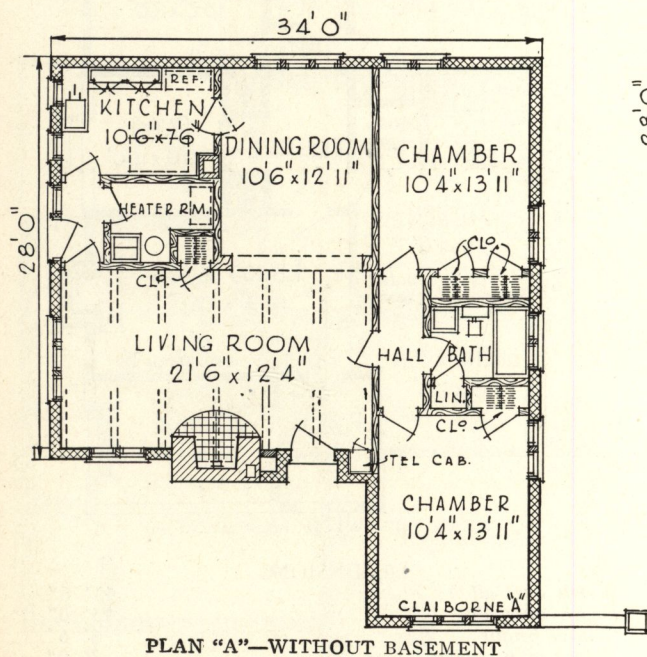 34'0"
28'0"
REF.
KITCHEN
10'6"x7'6"
DINING ROOM
10'6"x12'11"
CHAMBER
10'4"x13'11"
HEATER RM.
CLO.
CLO.
LIVING ROOM
21'6"x12'4"
HALL
BATH
LIN.
CLO.
TEL CAB.
CHAMBER
10'4"x13'11"
CLAIBORNE "A"
PLAN "A"—WITHOUT BASEMENT